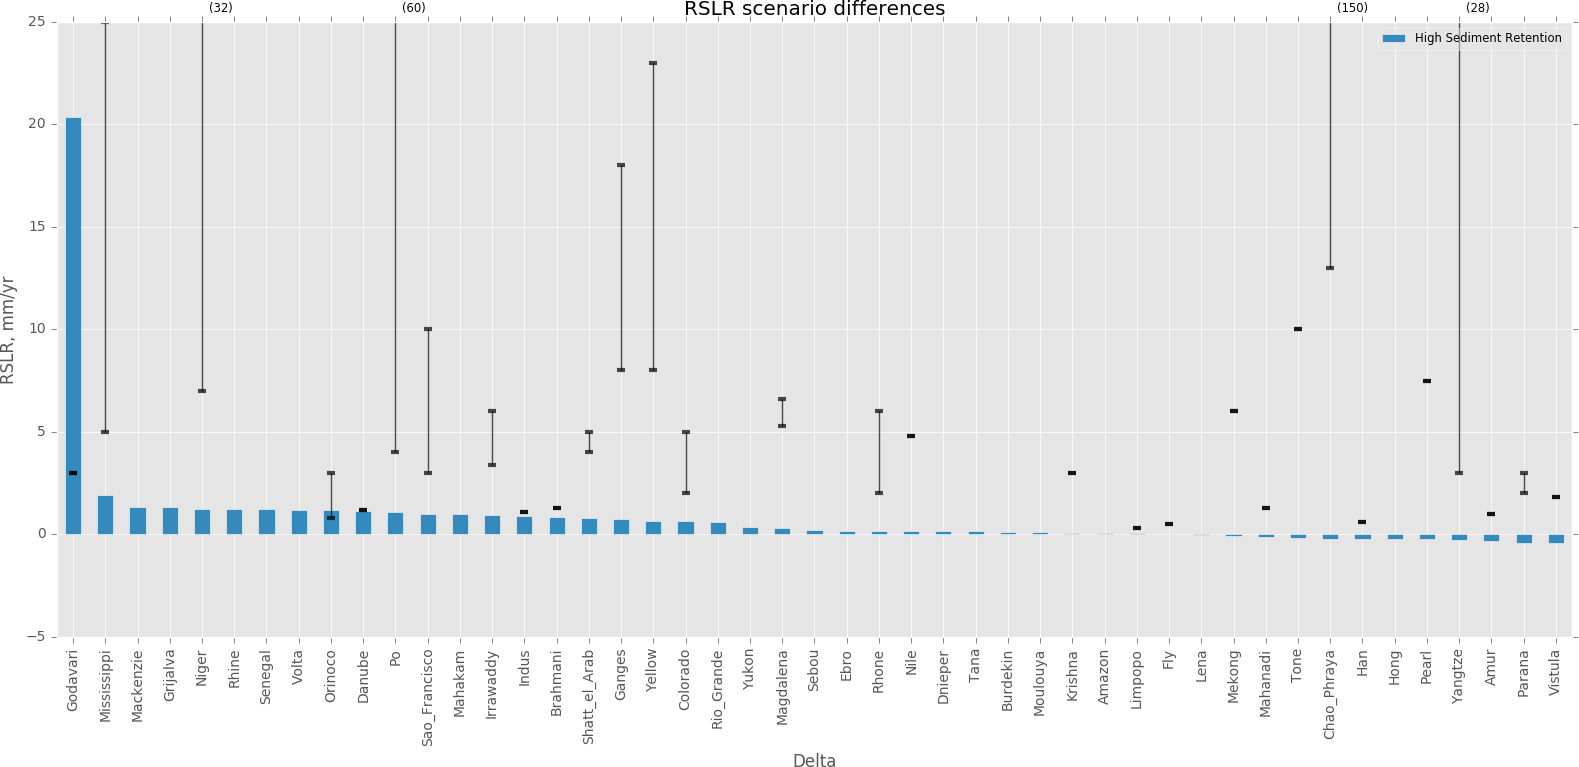 RSLR scenario differences
(32)
(60)
(150)
(28)
High Sediment Retention
RSLR, mm/yr
25
20
15
10
5
0
−5
Godavari
Mississippi
Mackenzie
Grijalva
Niger
Rhine
Senegal
Volta
Orinoco
Danube
Po
Sao_Francisco
Mahakam
Irrawaddy
Indus
Brahmani
Shatt_el_Arab
Ganges
Yellow
Colorado
Rio_Grande
Yukon
Magdalena
Sebou
Ebro
Rhone
Nile
Dnieper
Tana
Burdekin
Moulouya
Krishna
Amazon
Limpopo
Fly
Lena
Mekong
Mahanadi
Tone
Chao_Phraya
Han
Hong
Pearl
Yangtze
Amur
Parana
Vistula
Delta